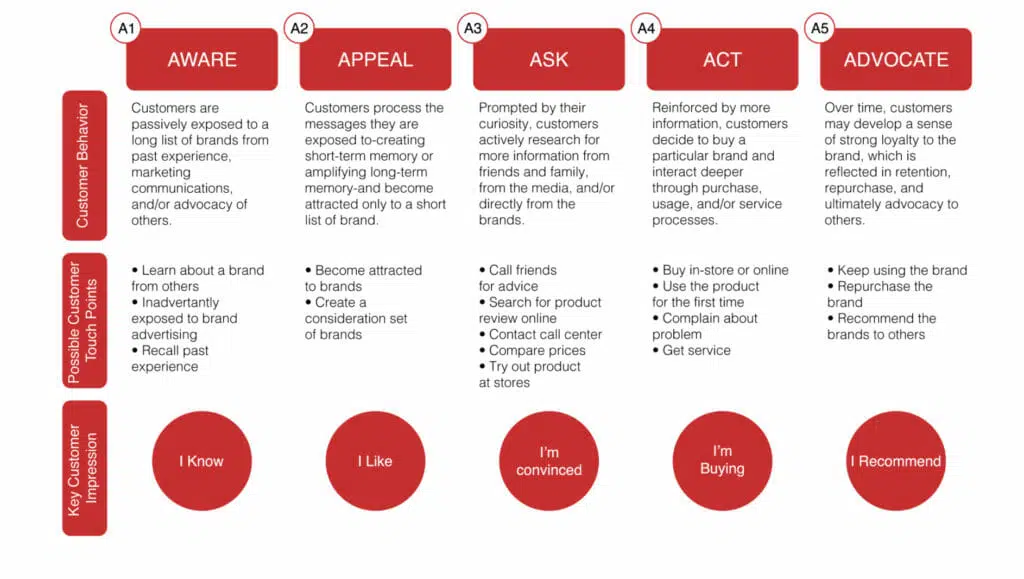 A1
AWARE
A2
APPEAL
A3
ASK
A4
ACT
A5
ADVOCATE
Customer Behavior
Customers are
passively exposed to a
long list of brands from
past experience,
marketing
communications,
and/or advocacy of
others.
Customers process the
messages they are
exposed to-creating
short-term memory or
amplifying long-term
memory-and become
attracted only to a short
list of brand.
Prompted by their
curiosity, customers
actively research for
more information from
friends and family,
from the media, and/or
directly from the
brands.
Reinforced by more
information, customers
decide to buy a
particular brand and
interact deeper
through purchase,
usage, and/or service
processes.
Over time, customers
may develop a sense
of strong loyalty to the
brand, which is
reflected in retention,
repurchase, and
ultimately advocacy to
others.
Possible Customer
Touch Points
• Learn about a brand
from others
• Inadvertantly
exposed to brand
advertising
• Recall past
experience
• Become attracted
to brands
• Create a
consideration set
of brands
• Call friends
for advice
• Search for product
review online
• Contact call center
• Compare prices
• Try out product
at stores
• Buy in-store or online
• Use the product
for the first time
• Complain about
problem
• Get service
• Keep using the brand
• Repurchase the
brand
• Recommend the
brands to others
Key Customer
Impression
I Know
I Like
I'm
convinced
I'm
Buying
I Recommend